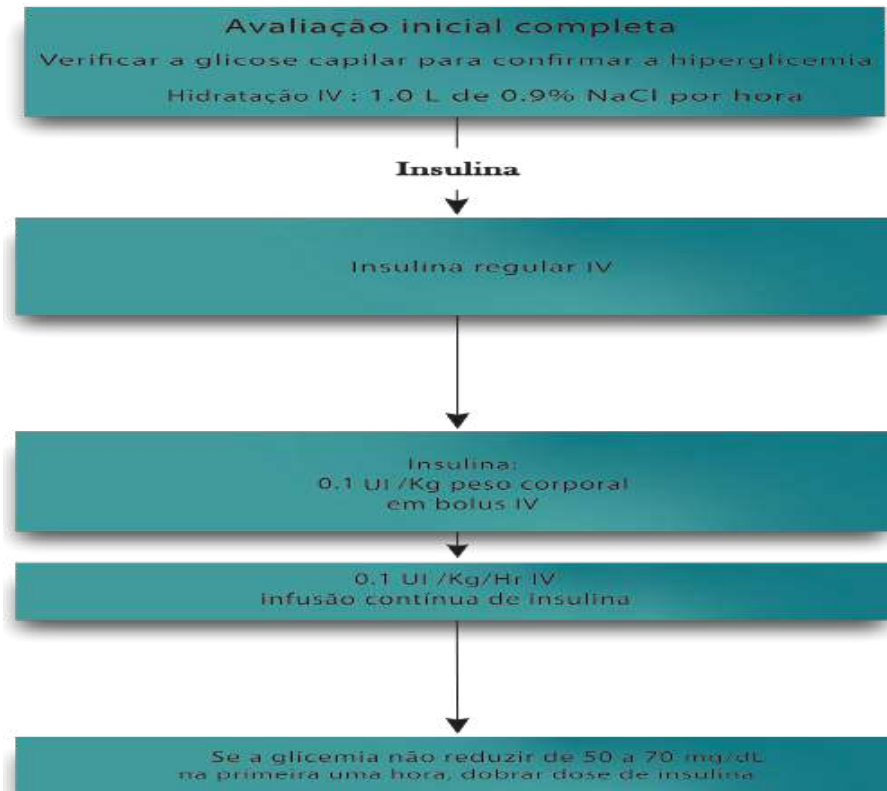 Avaliação inicial completa
Verificar a glicose capilar para confirmar a hiperglicemia
Hidratação IV : 1.0 L de 0.9% NaCl por hora
Insulina
Insulina regular IV
Insulina:
0.1 UI /Kg peso corporal
em bolus IV
0.1 UI /Kg/Hr IV
infusão contínua de insulina
Se a glicemia não reduzir de 50 a 70 mg/dL
na primeira uma hora, dobrar dose de insulina